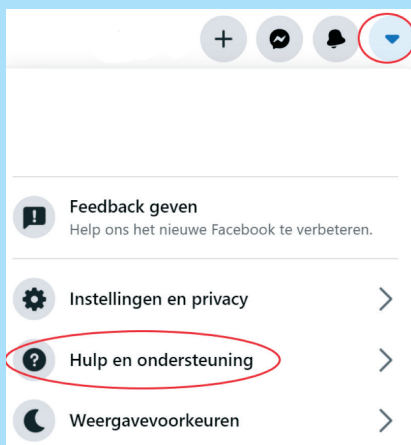 Feedback geven
Help ons het nieuwe Facebook te verbeteren.
Instellingen en privacy
Hulp en ondersteuning
Weergavevoorkeuren